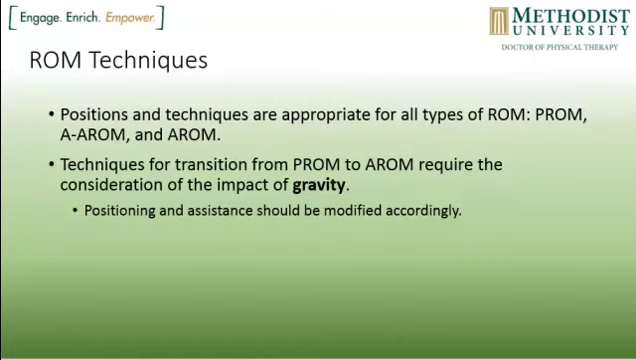 [Engage. Enrich. Empower.]
METHODIST
UNIVERSITY
DOCTOR OF PHYSICAL THERAPY
ROM Techniques
• Positions and techniques are appropriate for all types of ROM: PROM,
A-AROM, and AROM.
• Techniques for transition from PROM to AROM require the
consideration of the impact of gravity.
• Positioning and assistance should be modified accordingly.